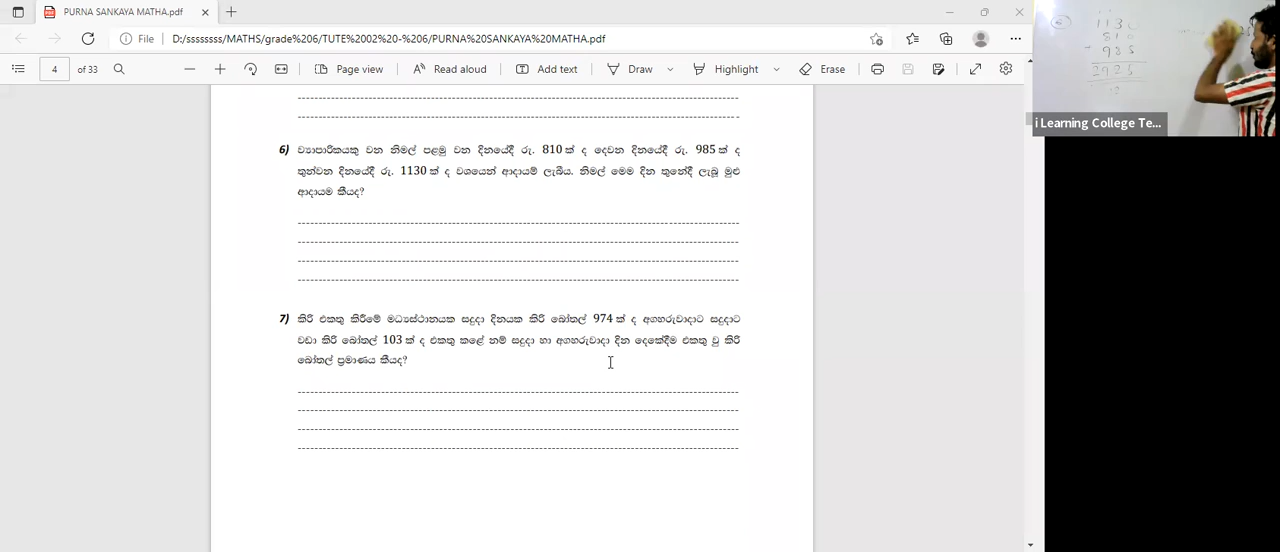 PURNA SANKAYA MATHA.pdf
D:/ssssssss/MATHS/grade%206/TUTE%2002%20-%206/PURNA%20SANKAYA%20MATHA.pdf
4 of 33 Page view Read aloud Add text Draw Highlight Erase
6) ව්‍යාපාරිකයකු වන නිමල් පළමු වන දිනයේදී රු. 810 ක් ද දෙවන දිනයේදී රු. 985 ක් ද
තුන්වන දිනයේදී රු. 1130 ක් ද වශයෙන් ආදායම් ලැබීය. නිමල් මෙම දින තුනේදී ලැබූ මුළු
ආදායම කීයද?
7) කිරි එකතු කිරීමේ මධ්‍යස්ථානයක සඳුදා දිනයක කිරි බෝතල් 974 ක් ද අගහරුවාදාට සඳුදාට
වඩා කිරි බෝතල් 103 ක් ද එකතු කළේ නම් සඳුදා හා අගහරුවාදා දින දෙකේදීම එකතු වු කිරි
බෝතල් ප්‍රමාණය කීයද?
1130
810
+ 985
2925
i Learning College Te...